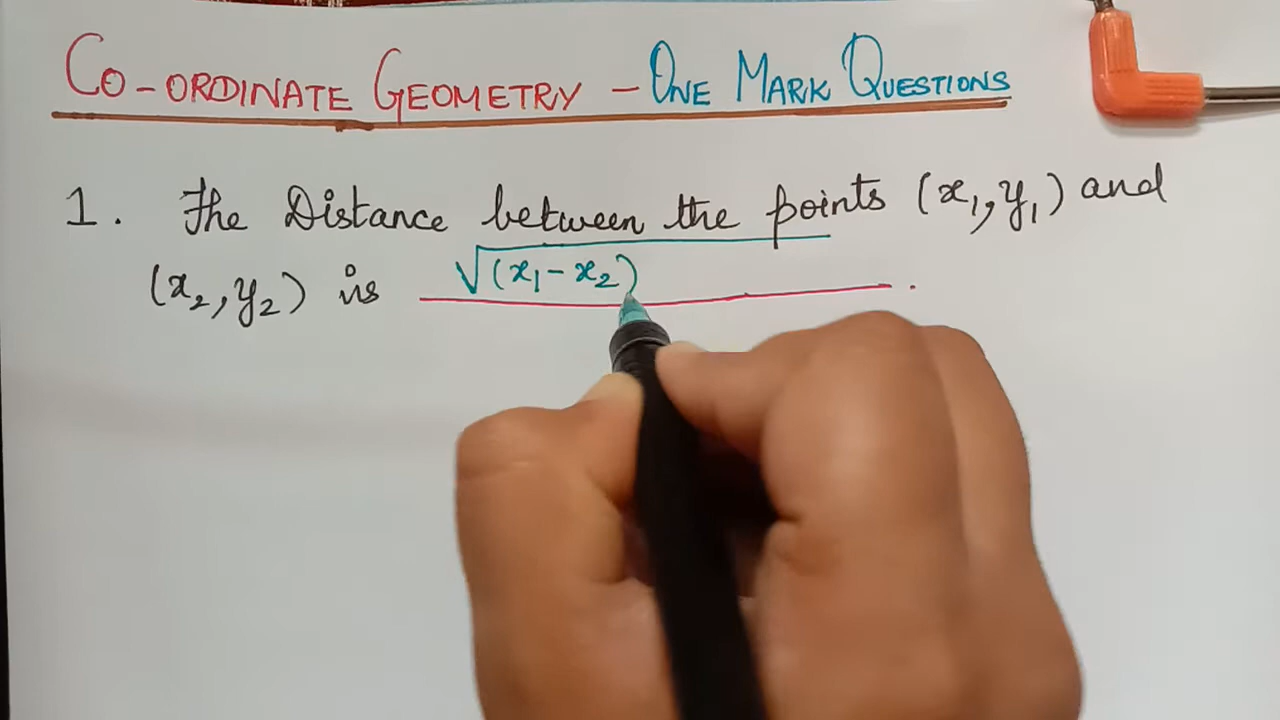 CO-ORDINATE GEOMETRY - ONE MARK QUESTIONS
1. The Distance between the points (x₁, y₁) and
(x₂, y₂) is √(x₁ - x₂) .